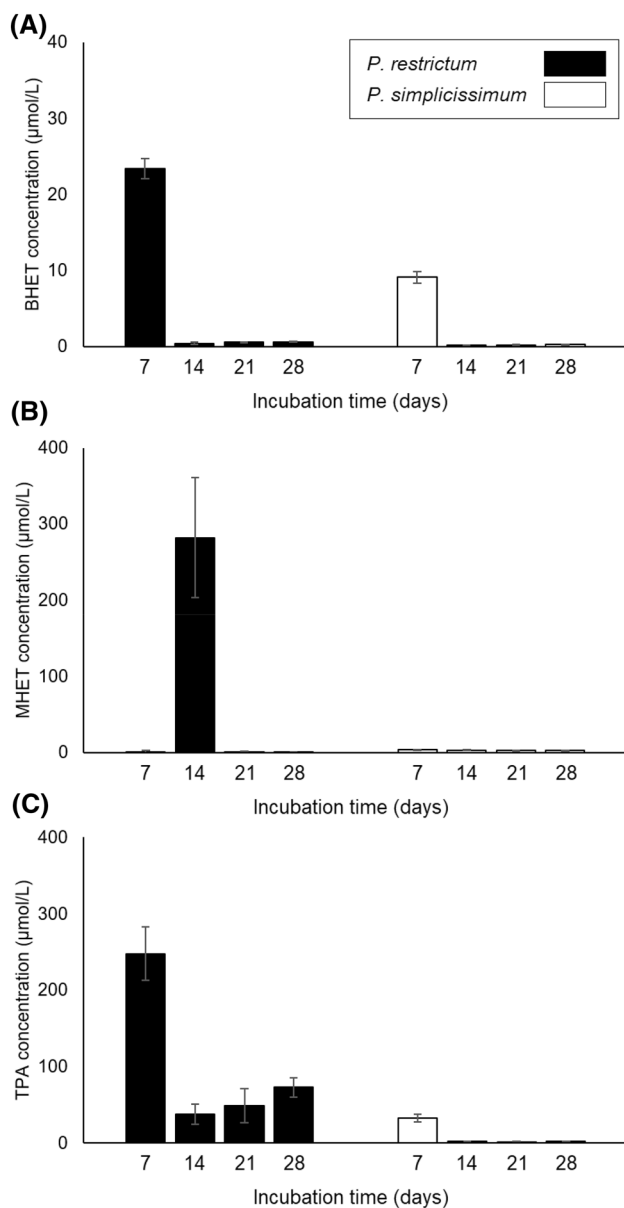 (A)
BHET concentration (µmol/L)
40
30
20
10
0
P. restrictum
P. simplicissimum
7 14 21 28 7 14 21 28
Incubation time (days)
(B)
MHET concentration (µmol/L)
400
300
200
100
0
7 14 21 28 7 14 21 28
Incubation time (days)
(C)
TPA concentration (µmol/L)
400
300
200
100
0
7 14 21 28 7 14 21 28
Incubation time (days)